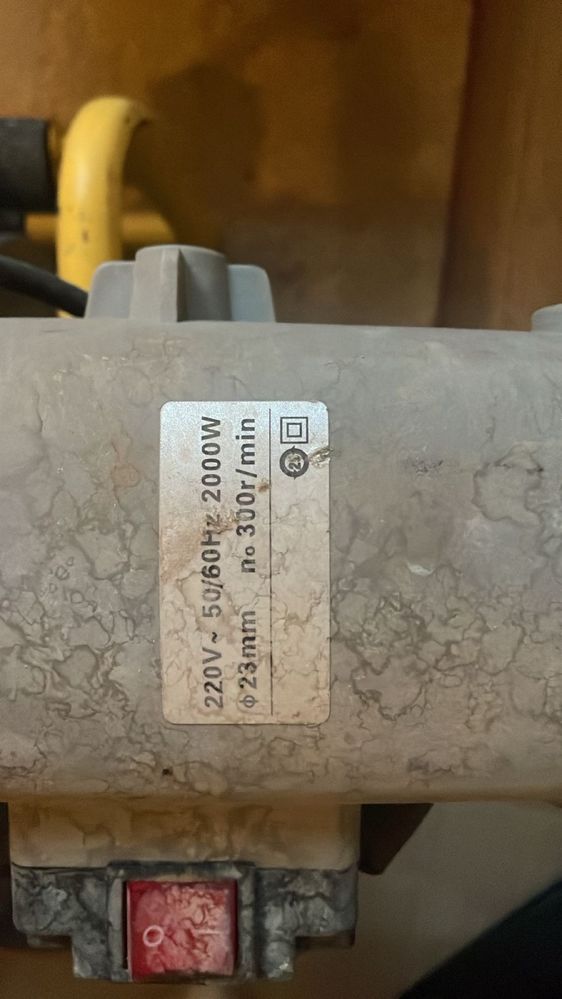 220V~ 50/60Hz 2000W
ϕ23mm n₀ 300r/min
O I